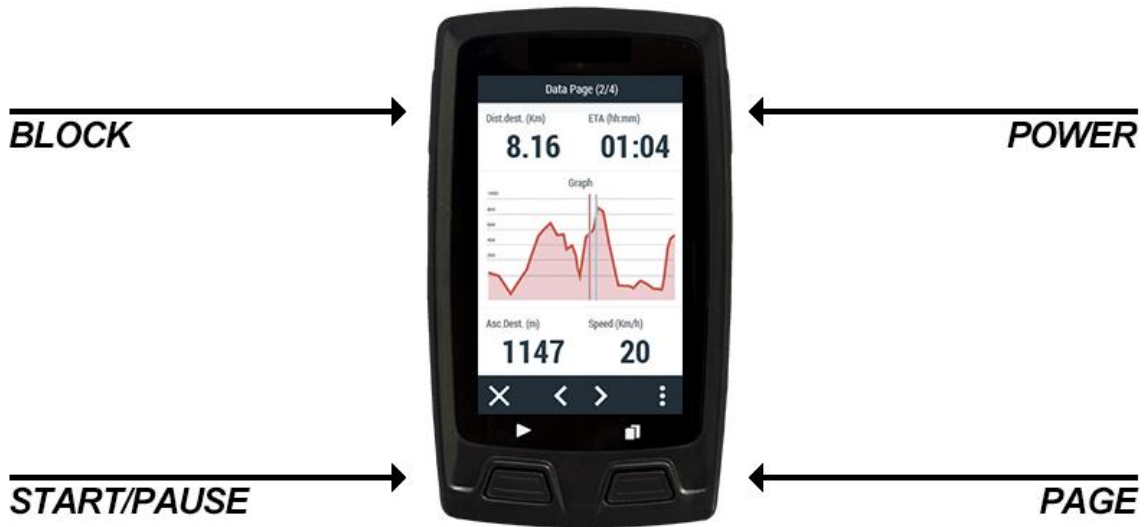 Data Page (2/4)
Dist.dest. (Km) ETA (hh:mm)
8.16 01:04
BLOCK
POWER
Graph
Asc.Dest. (m) Speed (Km/h)
1147 20
START/PAUSE
PAGE